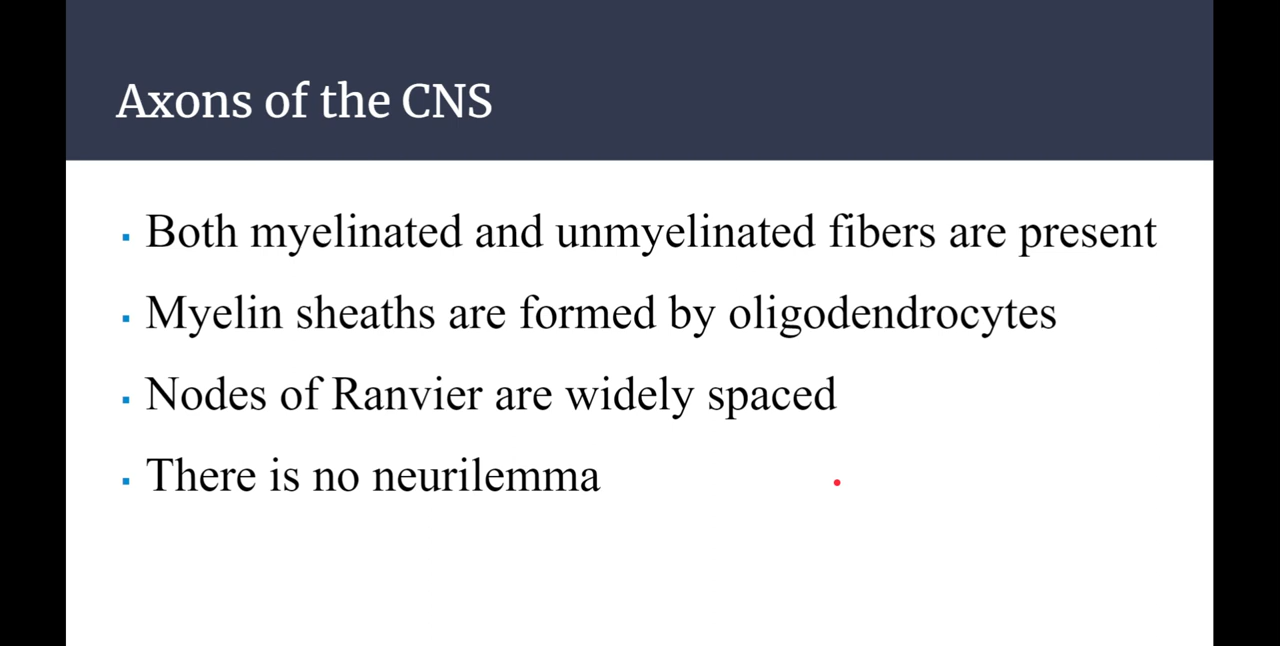 Axons of the CNS
▪ Both myelinated and unmyelinated fibers are present
▪ Myelin sheaths are formed by oligodendrocytes
▪ Nodes of Ranvier are widely spaced
▪ There is no neurilemma